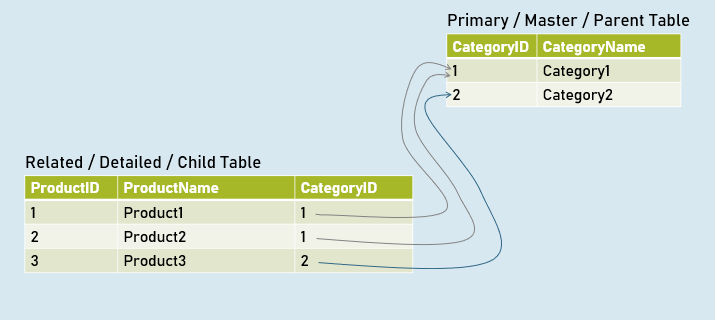 Primary / Master / Parent Table
CategoryID CategoryName
1 Category1
2 Category2
Related / Detailed / Child Table
ProductID ProductName CategoryID
1 Product1 1
2 Product2 1
3 Product3 2